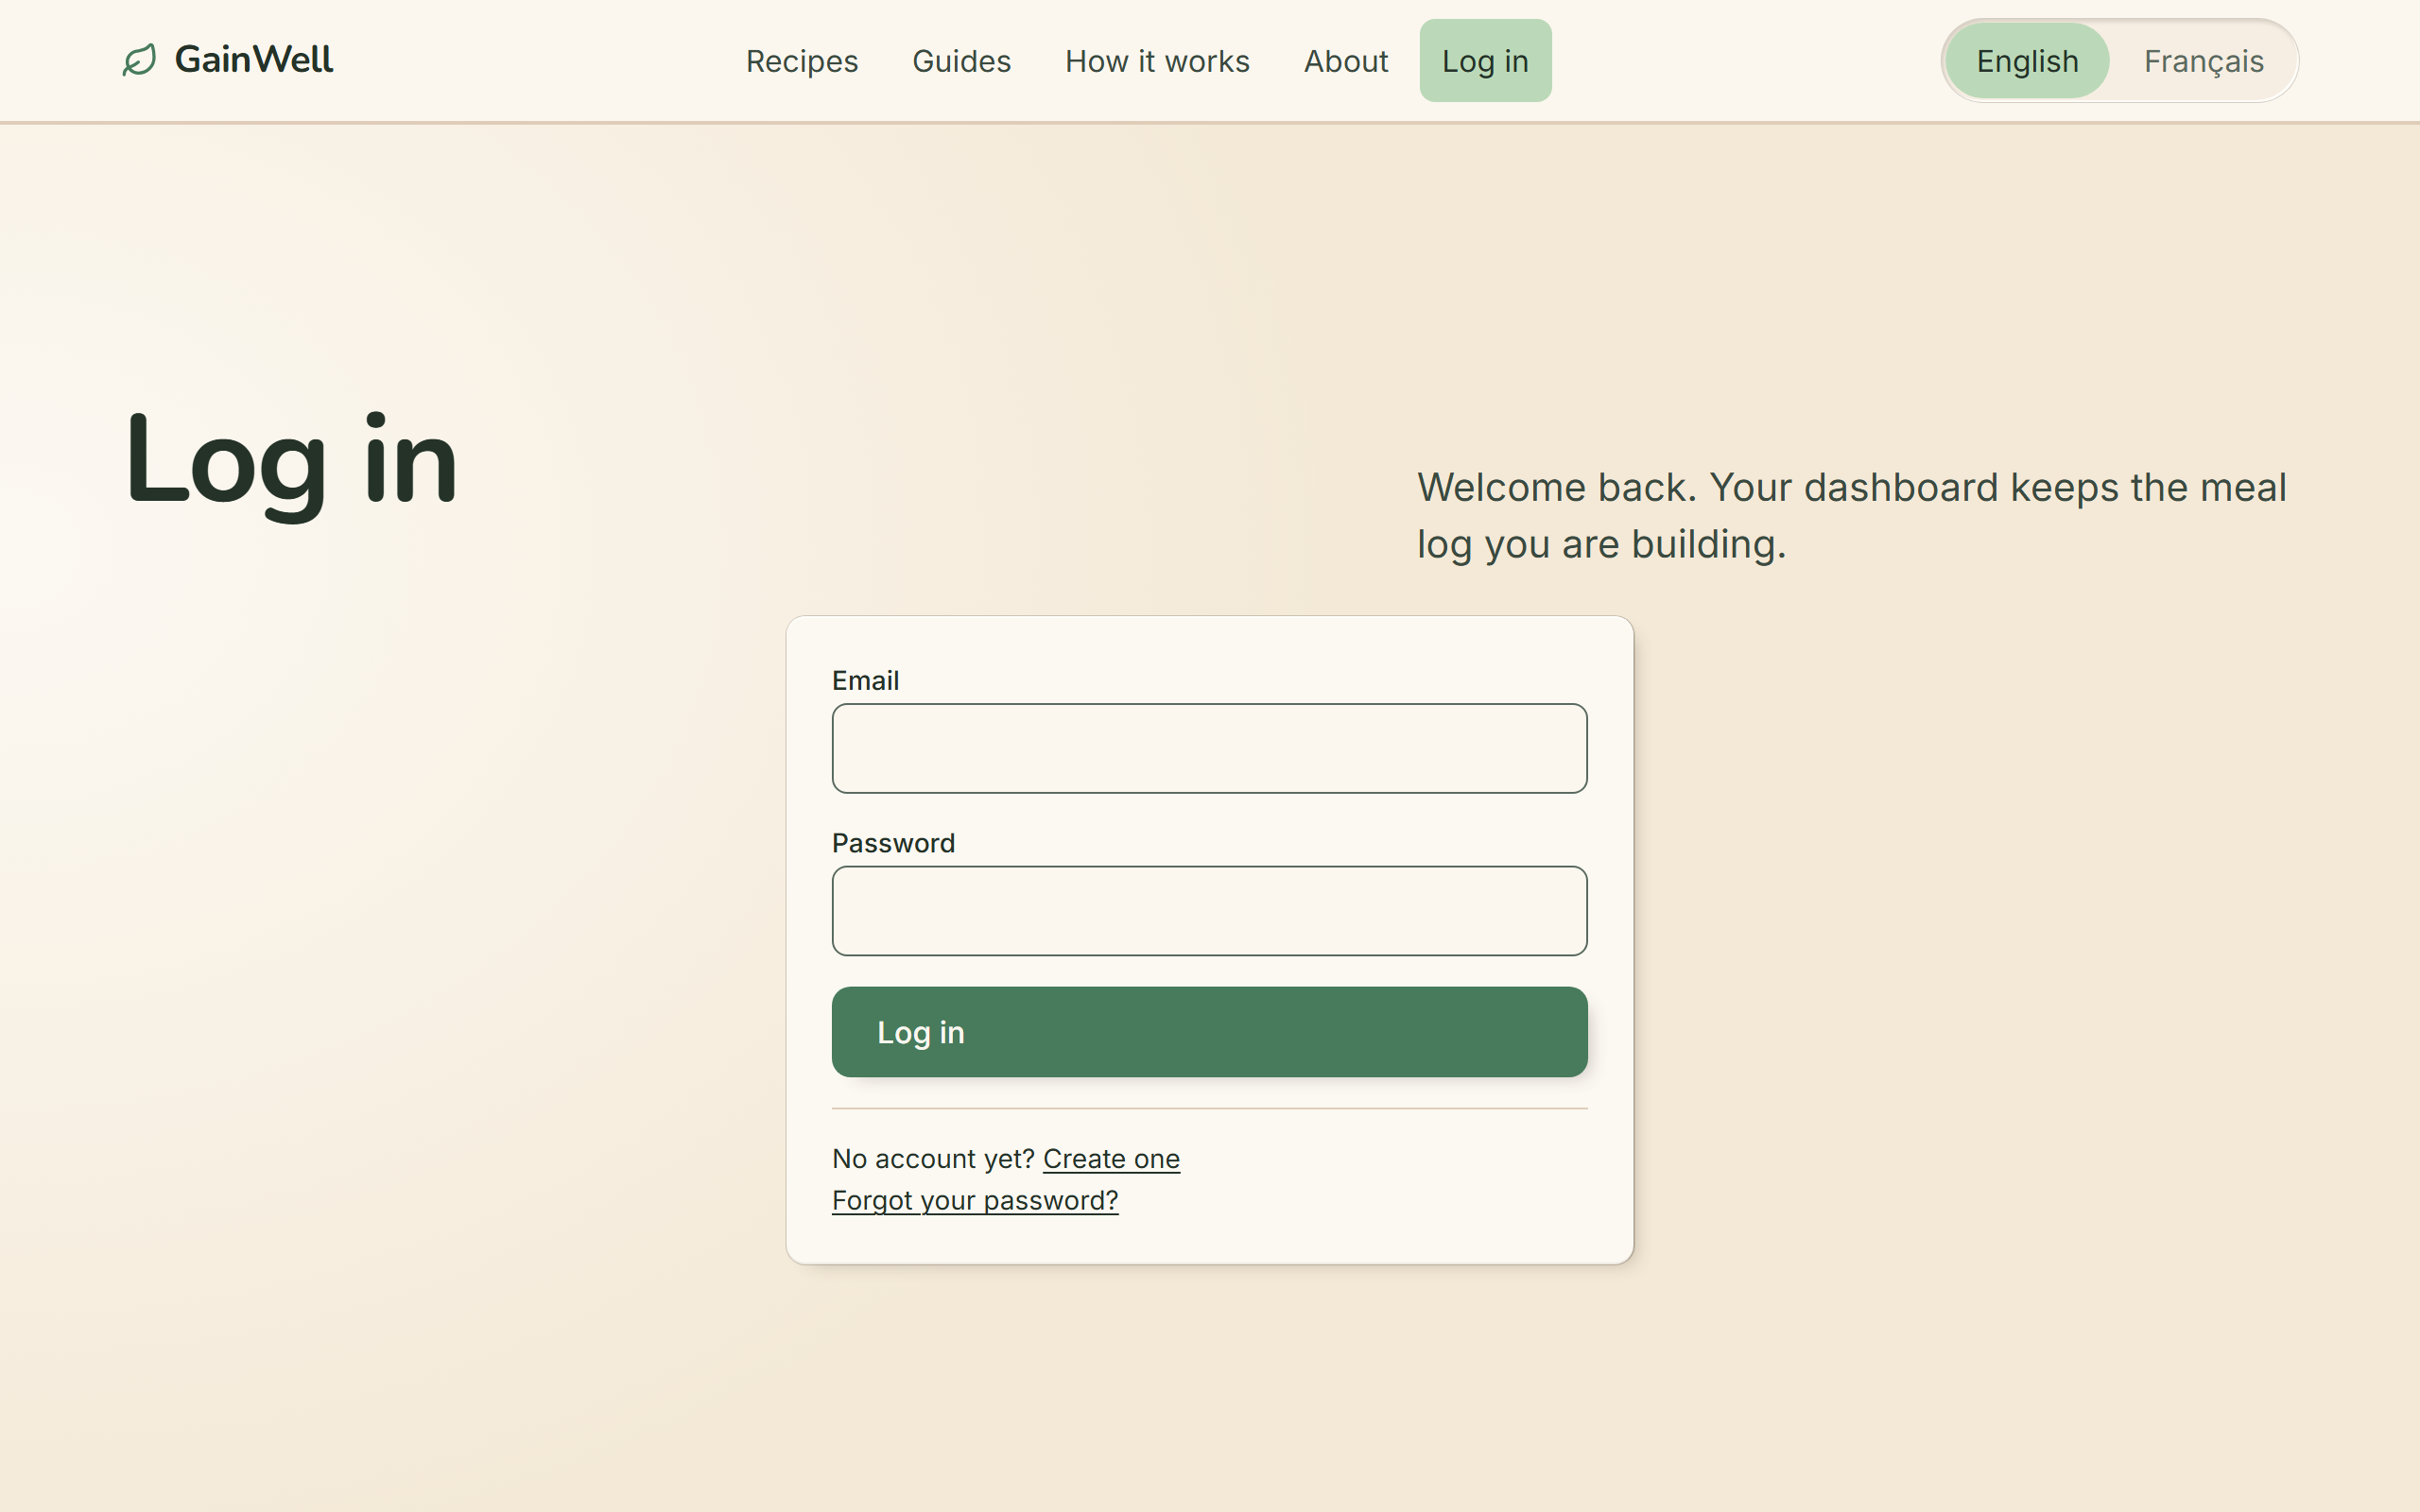 GainWell
Recipes
Guides
How it works
About
Log in
English
Français
Log in
Welcome back. Your dashboard keeps the meal
log you are building.
Email
Password
Log in
No account yet? Create one
Forgot your password?